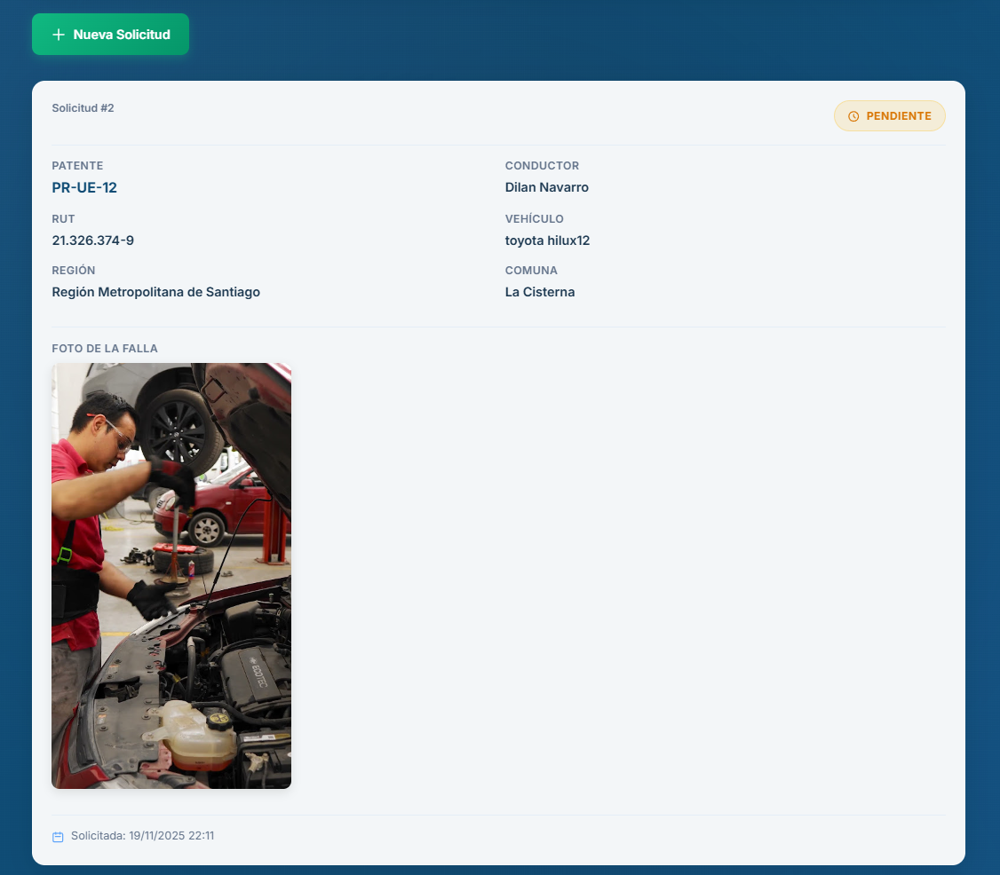 Nueva Solicitud
Solicitud #2
PENDIENTE
PATENTE
CONDUCTOR
PR-UE-12
Dilan Navarro
RUT
VEHÍCULO
21.326.374-9
toyota hilux12
REGIÓN
COMUNA
Región Metropolitana de Santiago
La Cisterna
FOTO DE LA FALLA
ECOTEC
Solicitada: 19/11/2025 22:11